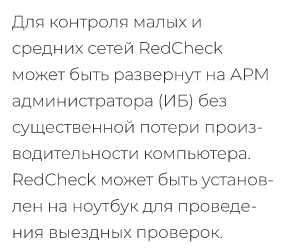 Для контроля малых и
средних сетей RedCheck
может быть развернут на АРМ
администратора (ИБ) без
существенной потери произ-
водительности компьютера.
RedCheck может быть установ-
лен на ноутбук для проведе-
ния выездных проверок.